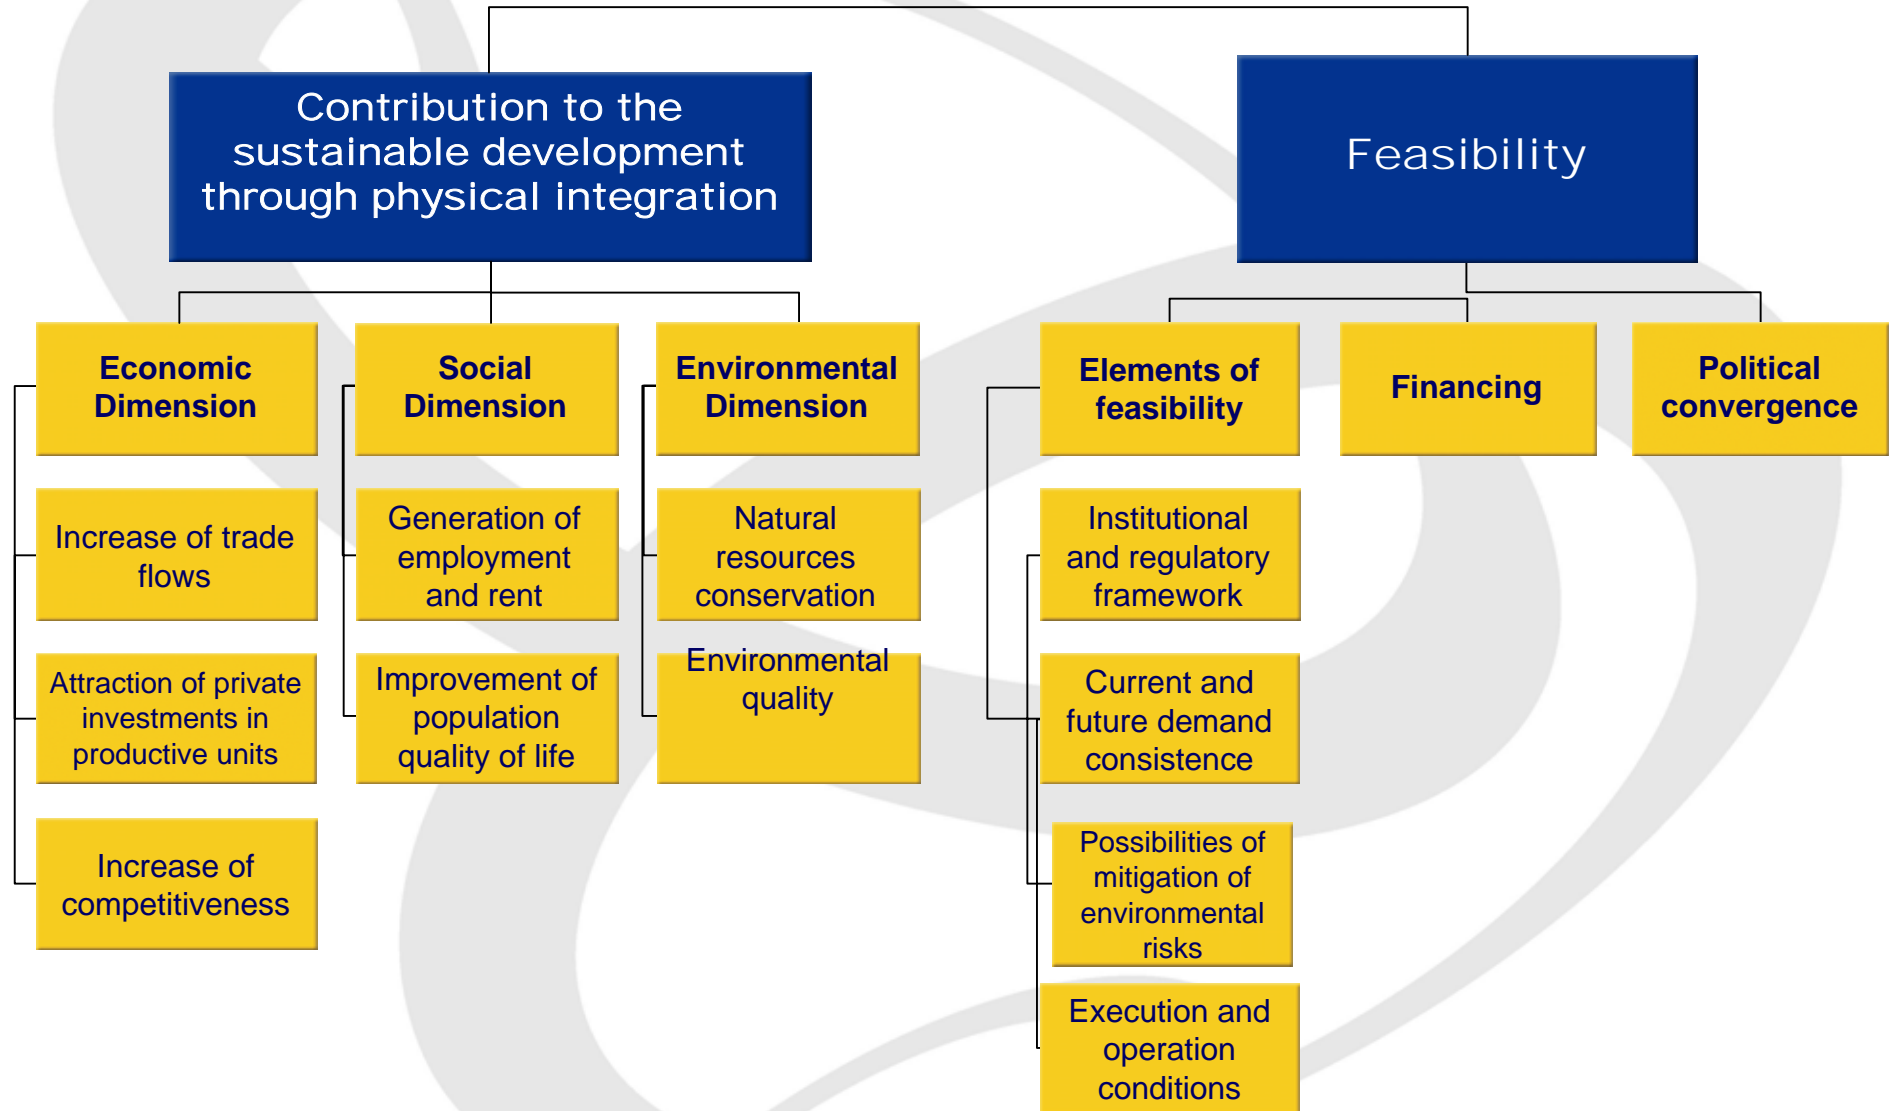 Contribution to the
sustainable development
through physical integration
Feasibility
Economic
Dimension
Social
Dimension
Environmental
Dimension
Elements of
feasibility
Financing
Political
convergence
Increase of trade
flows
Generation of
employment
and rent
Natural
resources
conservation
Institutional
and regulatory
framework
Attraction of private
investments in
productive units
Improvement of
population
quality of life
Environmental
quality
Current and
future demand
consistence
Increase of
competitiveness
Possibilities of
mitigation of
environmental
risks
Execution and
operation
conditions